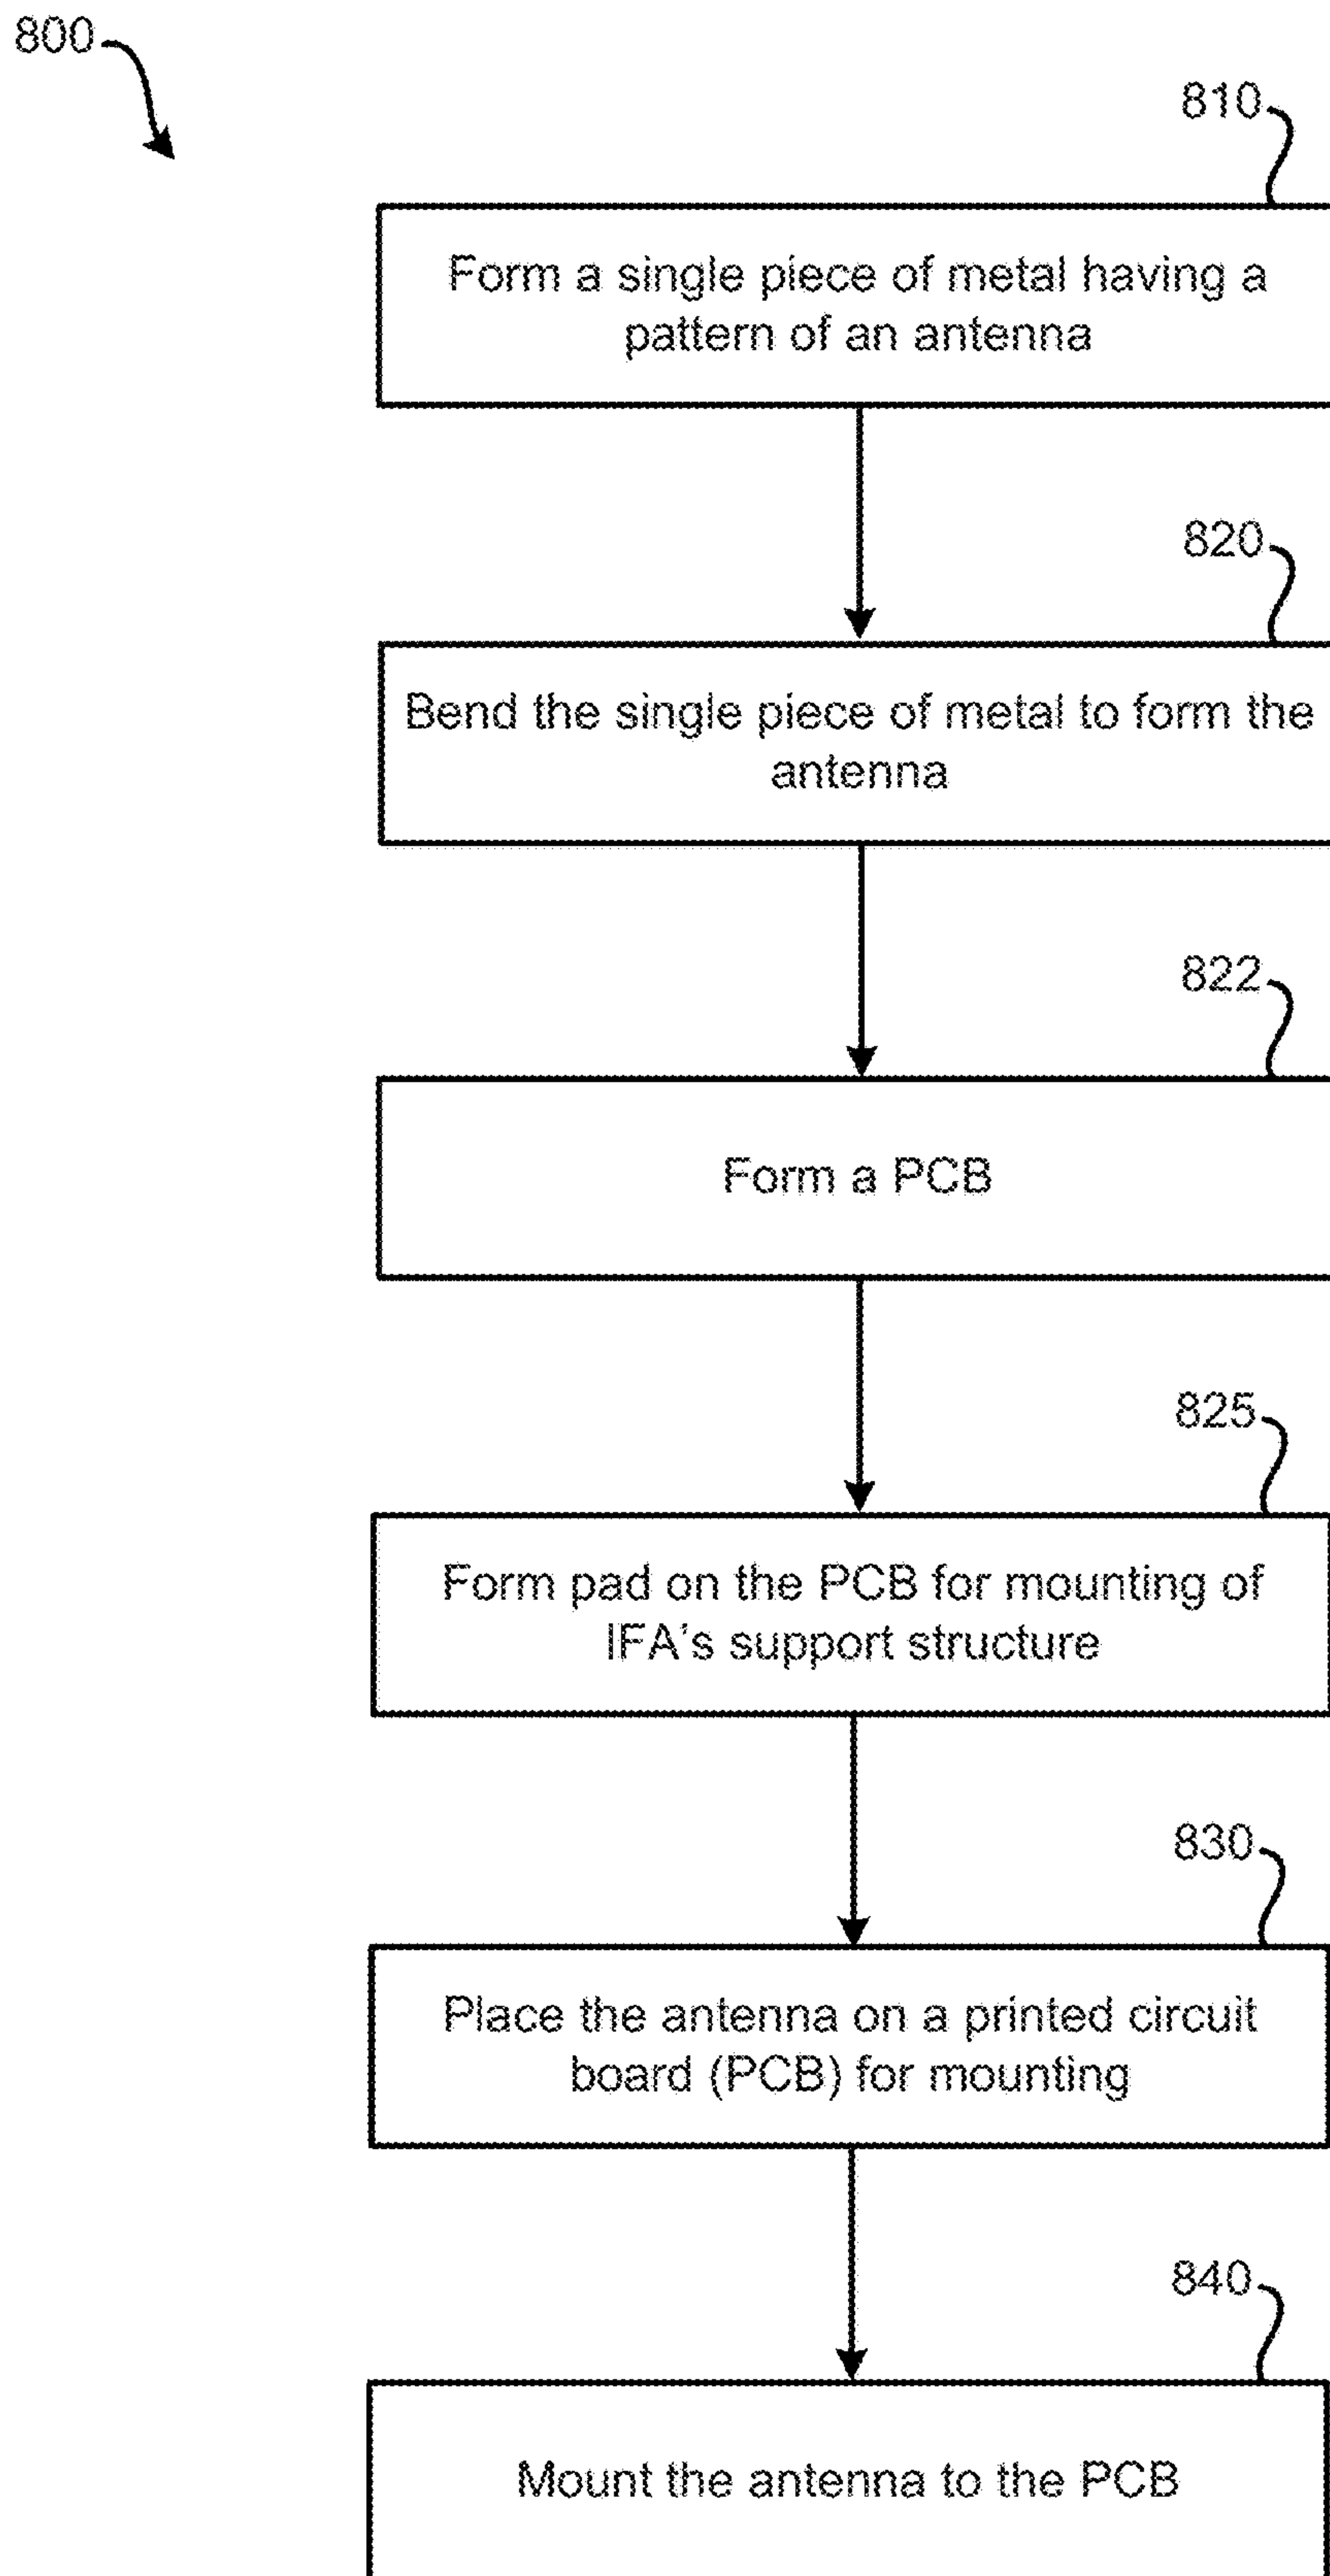 800
810
Form a single piece of metal having a
pattern of an antenna
820
Bend the single piece of metal to form the
antenna
822
Form a PCB
825
Form pad on the PCB for mounting of
IFA's support structure
830
Place the antenna on a printed circuit
board (PCB) for mounting
840
Mount the antenna to the PCB